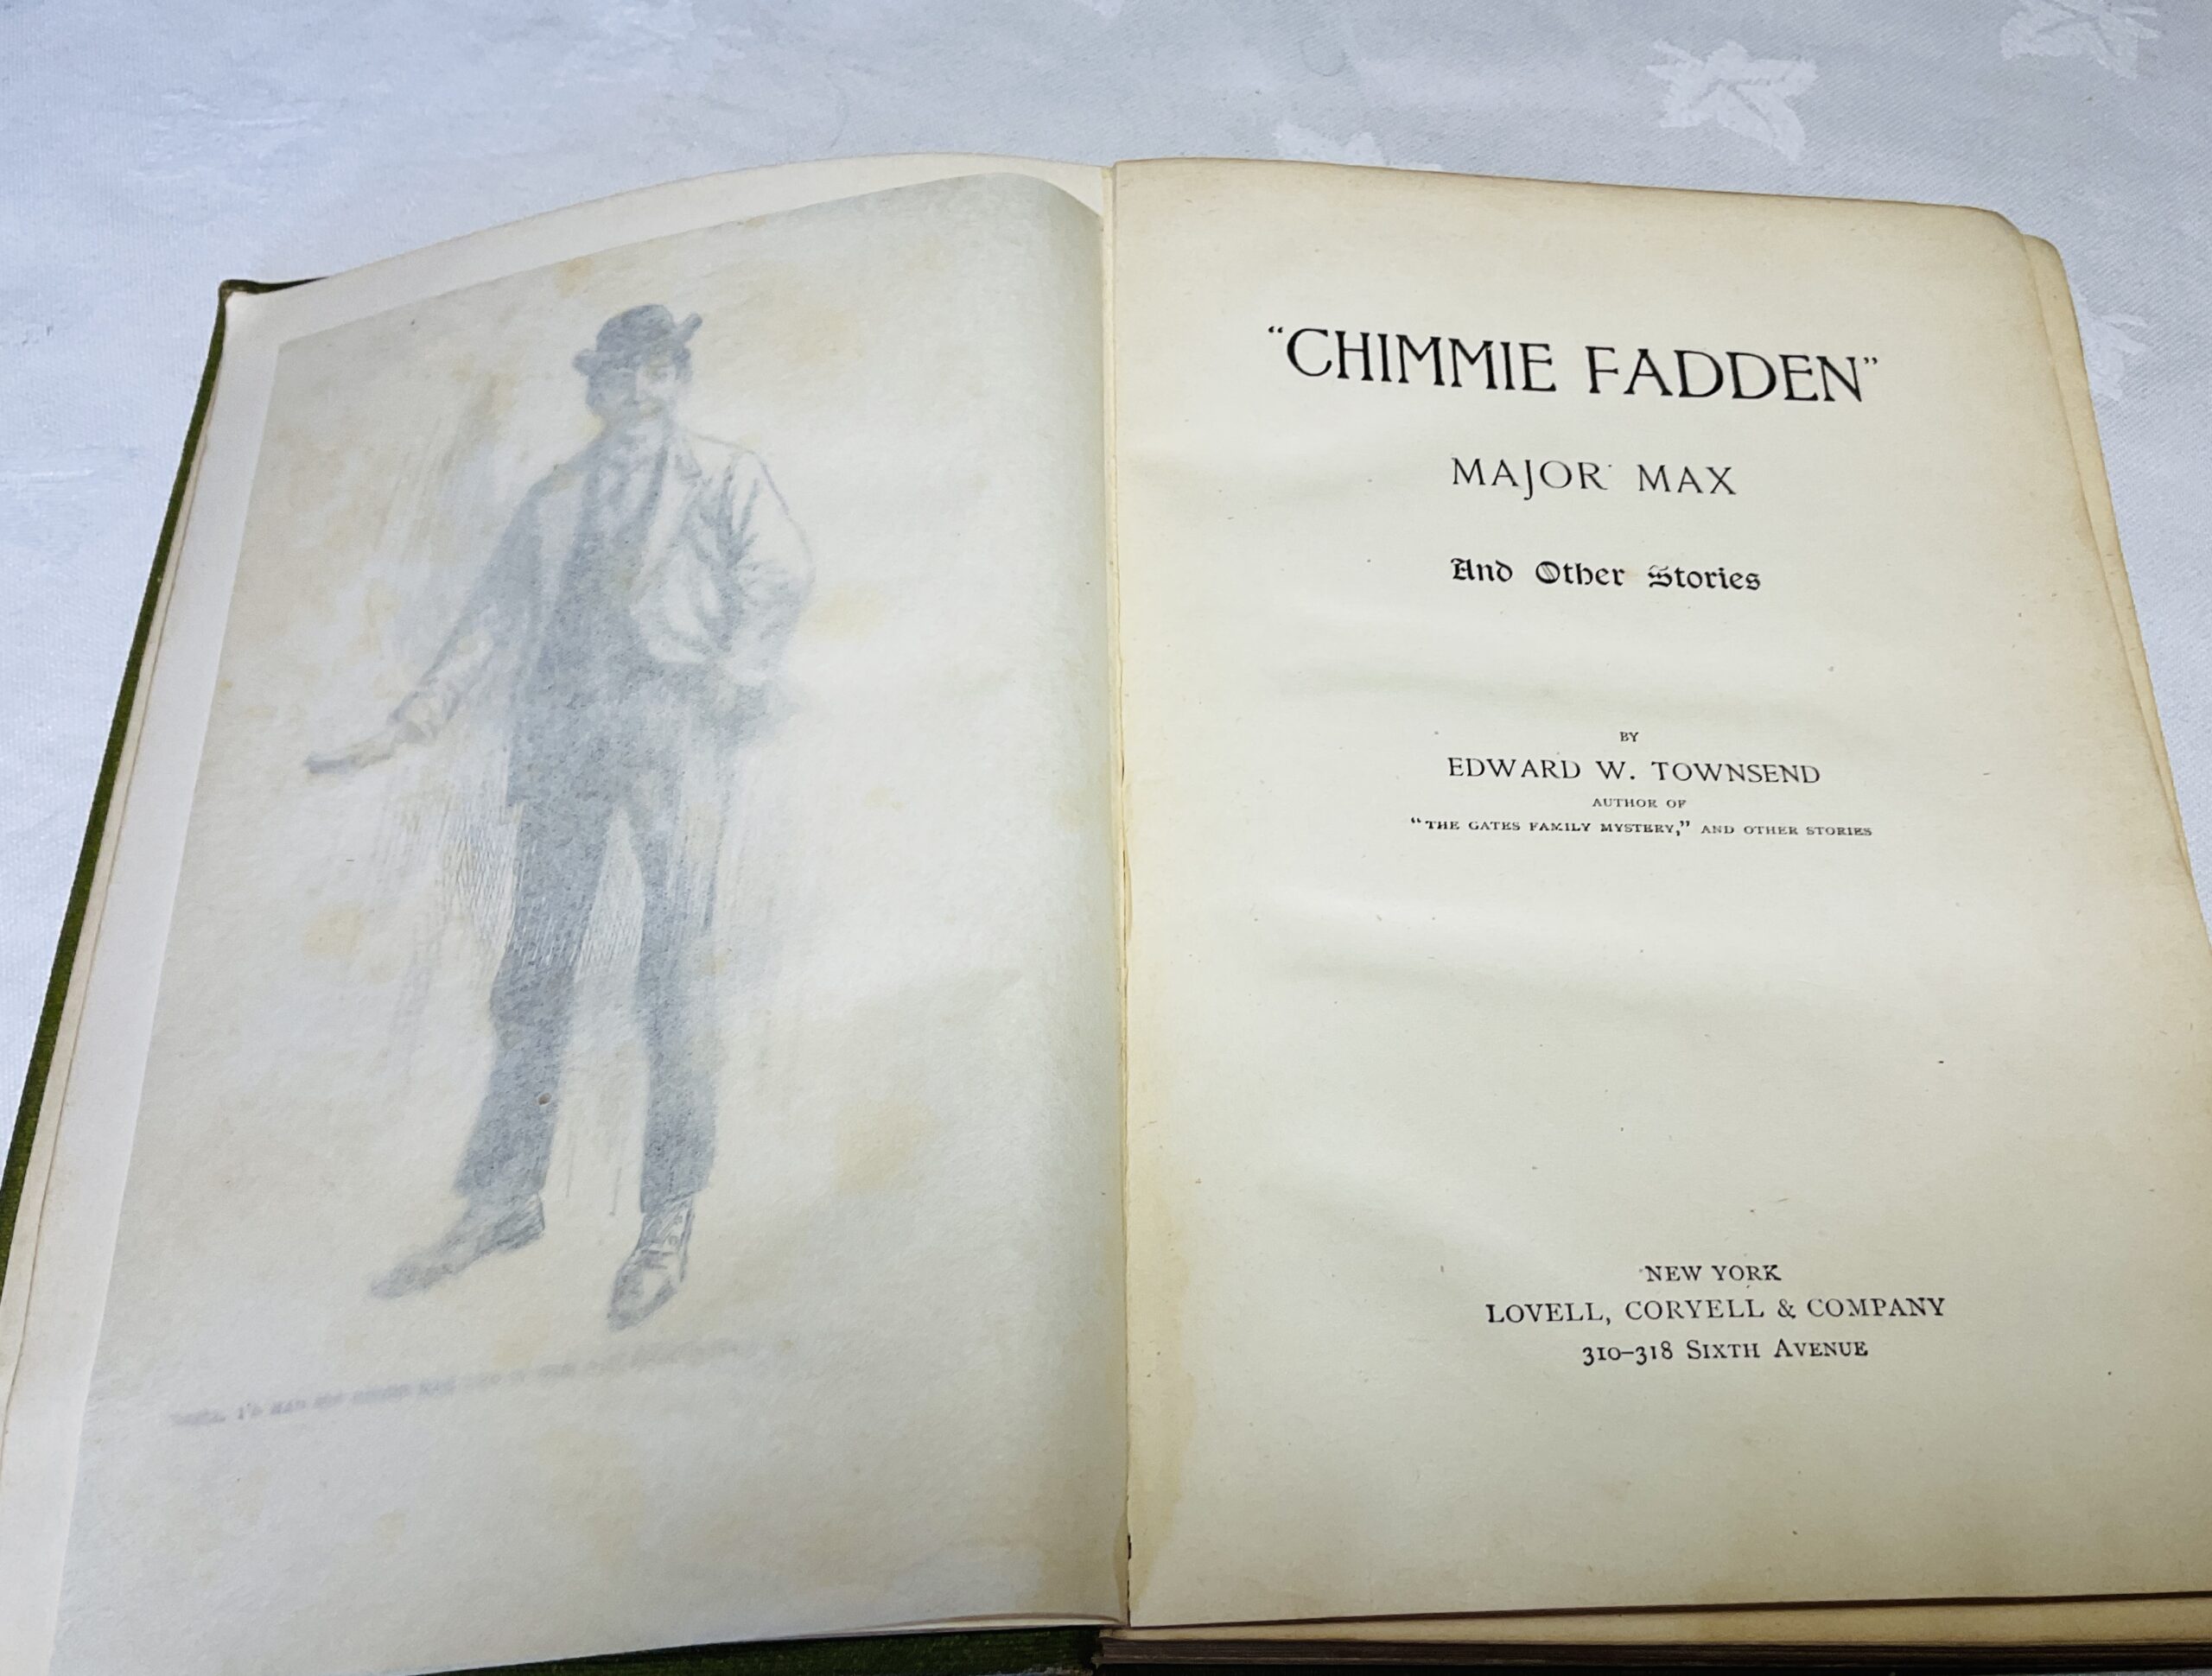 "CHIMMIE FADDEN"
MAJOR MAX
And Other Stories
BY
EDWARD W. TOWNSEND
AUTHOR OF
"THE GATES FAMILY MYSTERY," AND OTHER STORIES
NEW YORK
LOVELL, CORYELL & COMPANY
310–318 SIXTH AVENUE